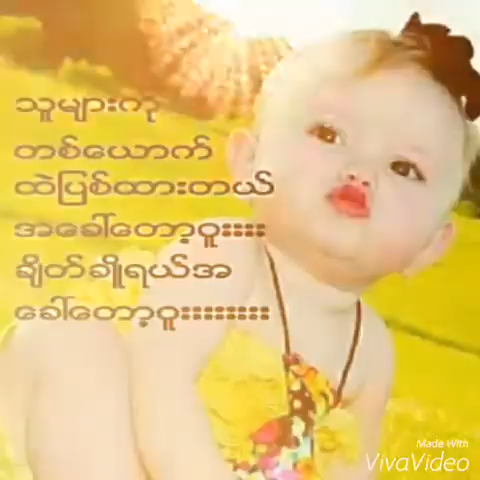 သူများကု
တစ်ယောက်
ထဲပြစ်ထားတယ်
အခေါ်တော့ဝူးးးး
ချိတ်ချိုရယ်အ
ခေါ်တော့ဝူးးးးးးးး
Made With
VivaVideo